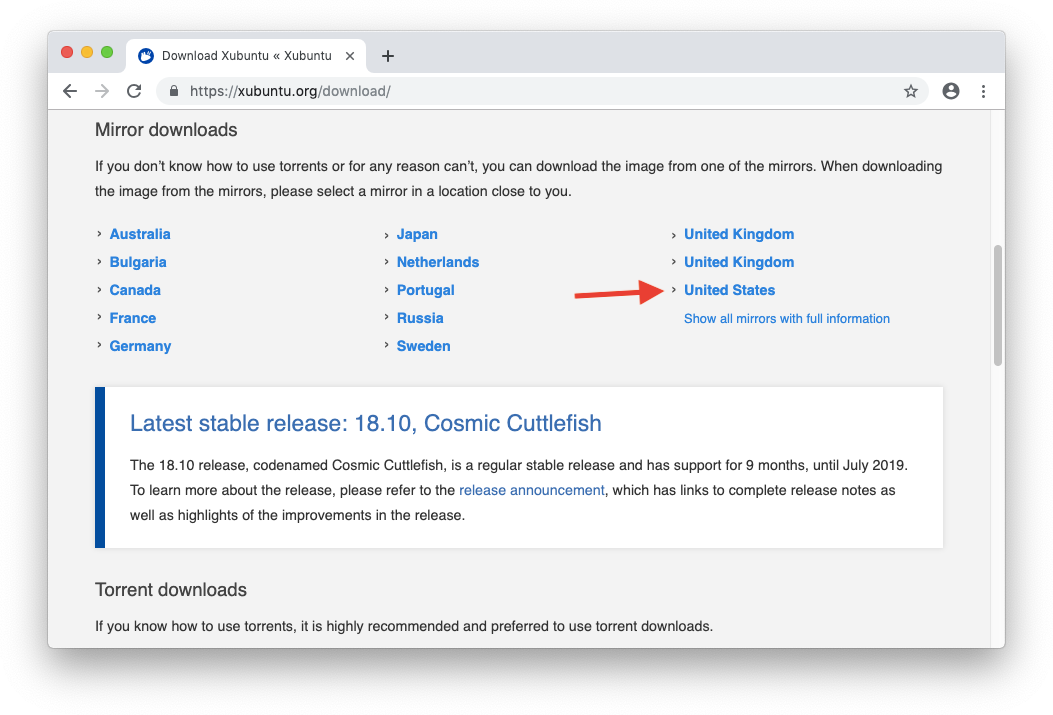 Download Xubuntu « Xubuntu
https://xubuntu.org/download/
Mirror downloads
If you don’t know how to use torrents or for any reason can’t, you can download the image from one of the mirrors. When downloading
the image from the mirrors, please select a mirror in a location close to you.
Australia
Bulgaria
Canada
France
Germany
Japan
Netherlands
Portugal
Russia
Sweden
United Kingdom
United Kingdom
United States
Show all mirrors with full information
Latest stable release: 18.10, Cosmic Cuttlefish
The 18.10 release, codenamed Cosmic Cuttlefish, is a regular stable release and has support for 9 months, until July 2019.
To learn more about the release, please refer to the release announcement, which has links to complete release notes as
well as highlights of the improvements in the release.
Torrent downloads
If you know how to use torrents, it is highly recommended and preferred to use torrent downloads.